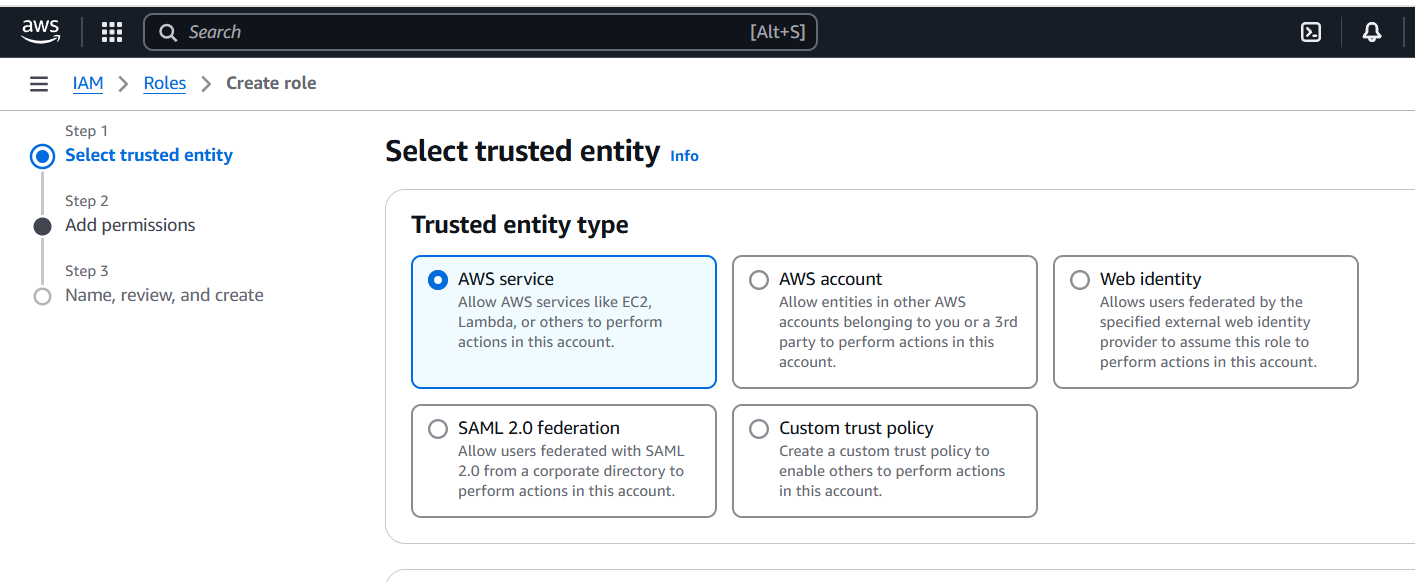 aws Search [Alt+S]
IAM > Roles > Create role
Step 1
Select trusted entity
Step 2
Add permissions
Step 3
Name, review, and create
Select trusted entity Info
Trusted entity type
AWS service
Allow AWS services like EC2,
Lambda, or others to perform
actions in this account.
AWS account
Allow entities in other AWS
accounts belonging to you or a 3rd
party to perform actions in this
account.
Web identity
Allows users federated by the
specified external web identity
provider to assume this role to
perform actions in this account.
SAML 2.0 federation
Allow users federated with SAML
2.0 from a corporate directory to
perform actions in this account.
Custom trust policy
Create a custom trust policy to
enable others to perform actions
in this account.